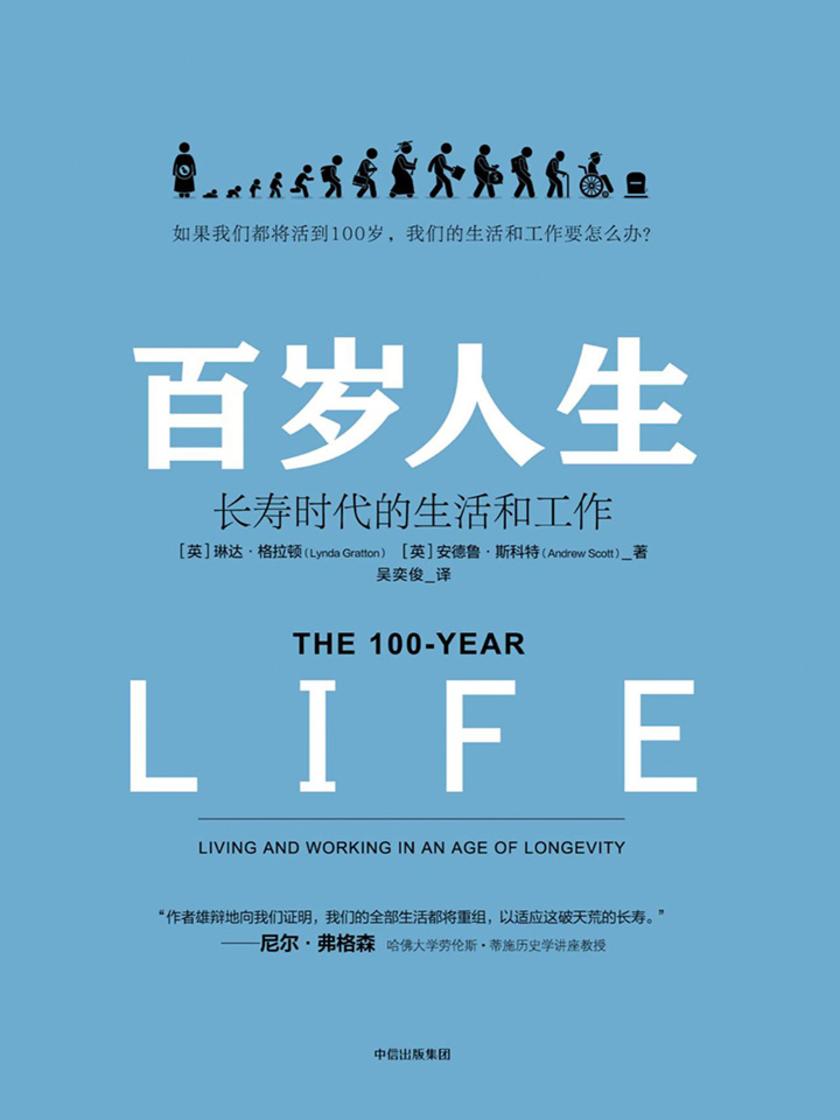 如果我们都将活到100岁，我们的生活和工作要怎么办？
百岁人生
长寿时代的生活和工作
［英］琳达·格拉顿（Lynda Gratton） ［英］安德鲁·斯科特（Andrew Scott）_著
吴奕俊_译
THE 100-YEAR
LIFE
LIVING AND WORKING IN AN AGE OF LONGEVITY
“作者雄辩地向我们证明，我们的全部生活都将重组，以适应这破天荒的长寿。”
——尼尔·弗格森 哈佛大学劳伦斯·蒂施历史学讲座教授
中信出版集团